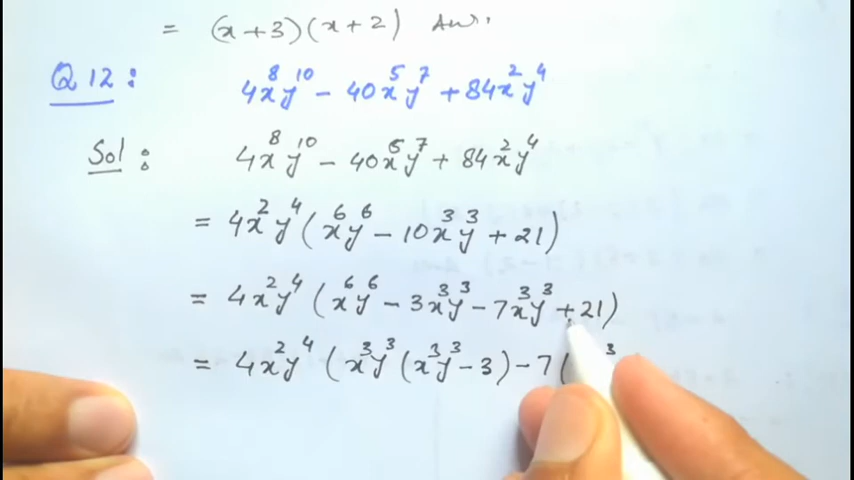 = (x+3)(x+2) Ans.
Q12: 4x⁸y¹⁰ - 40x⁵y⁷ + 84x²y⁴
Sol: 4x⁸y¹⁰ - 40x⁵y⁷ + 84x²y⁴
= 4x²y⁴(x⁶y⁶ - 10x³y³ + 21)
= 4x²y⁴(x⁶y⁶ - 3x³y³ - 7x³y³ + 21)
= 4x²y⁴(x³y³(x³y³ - 3) - 7(